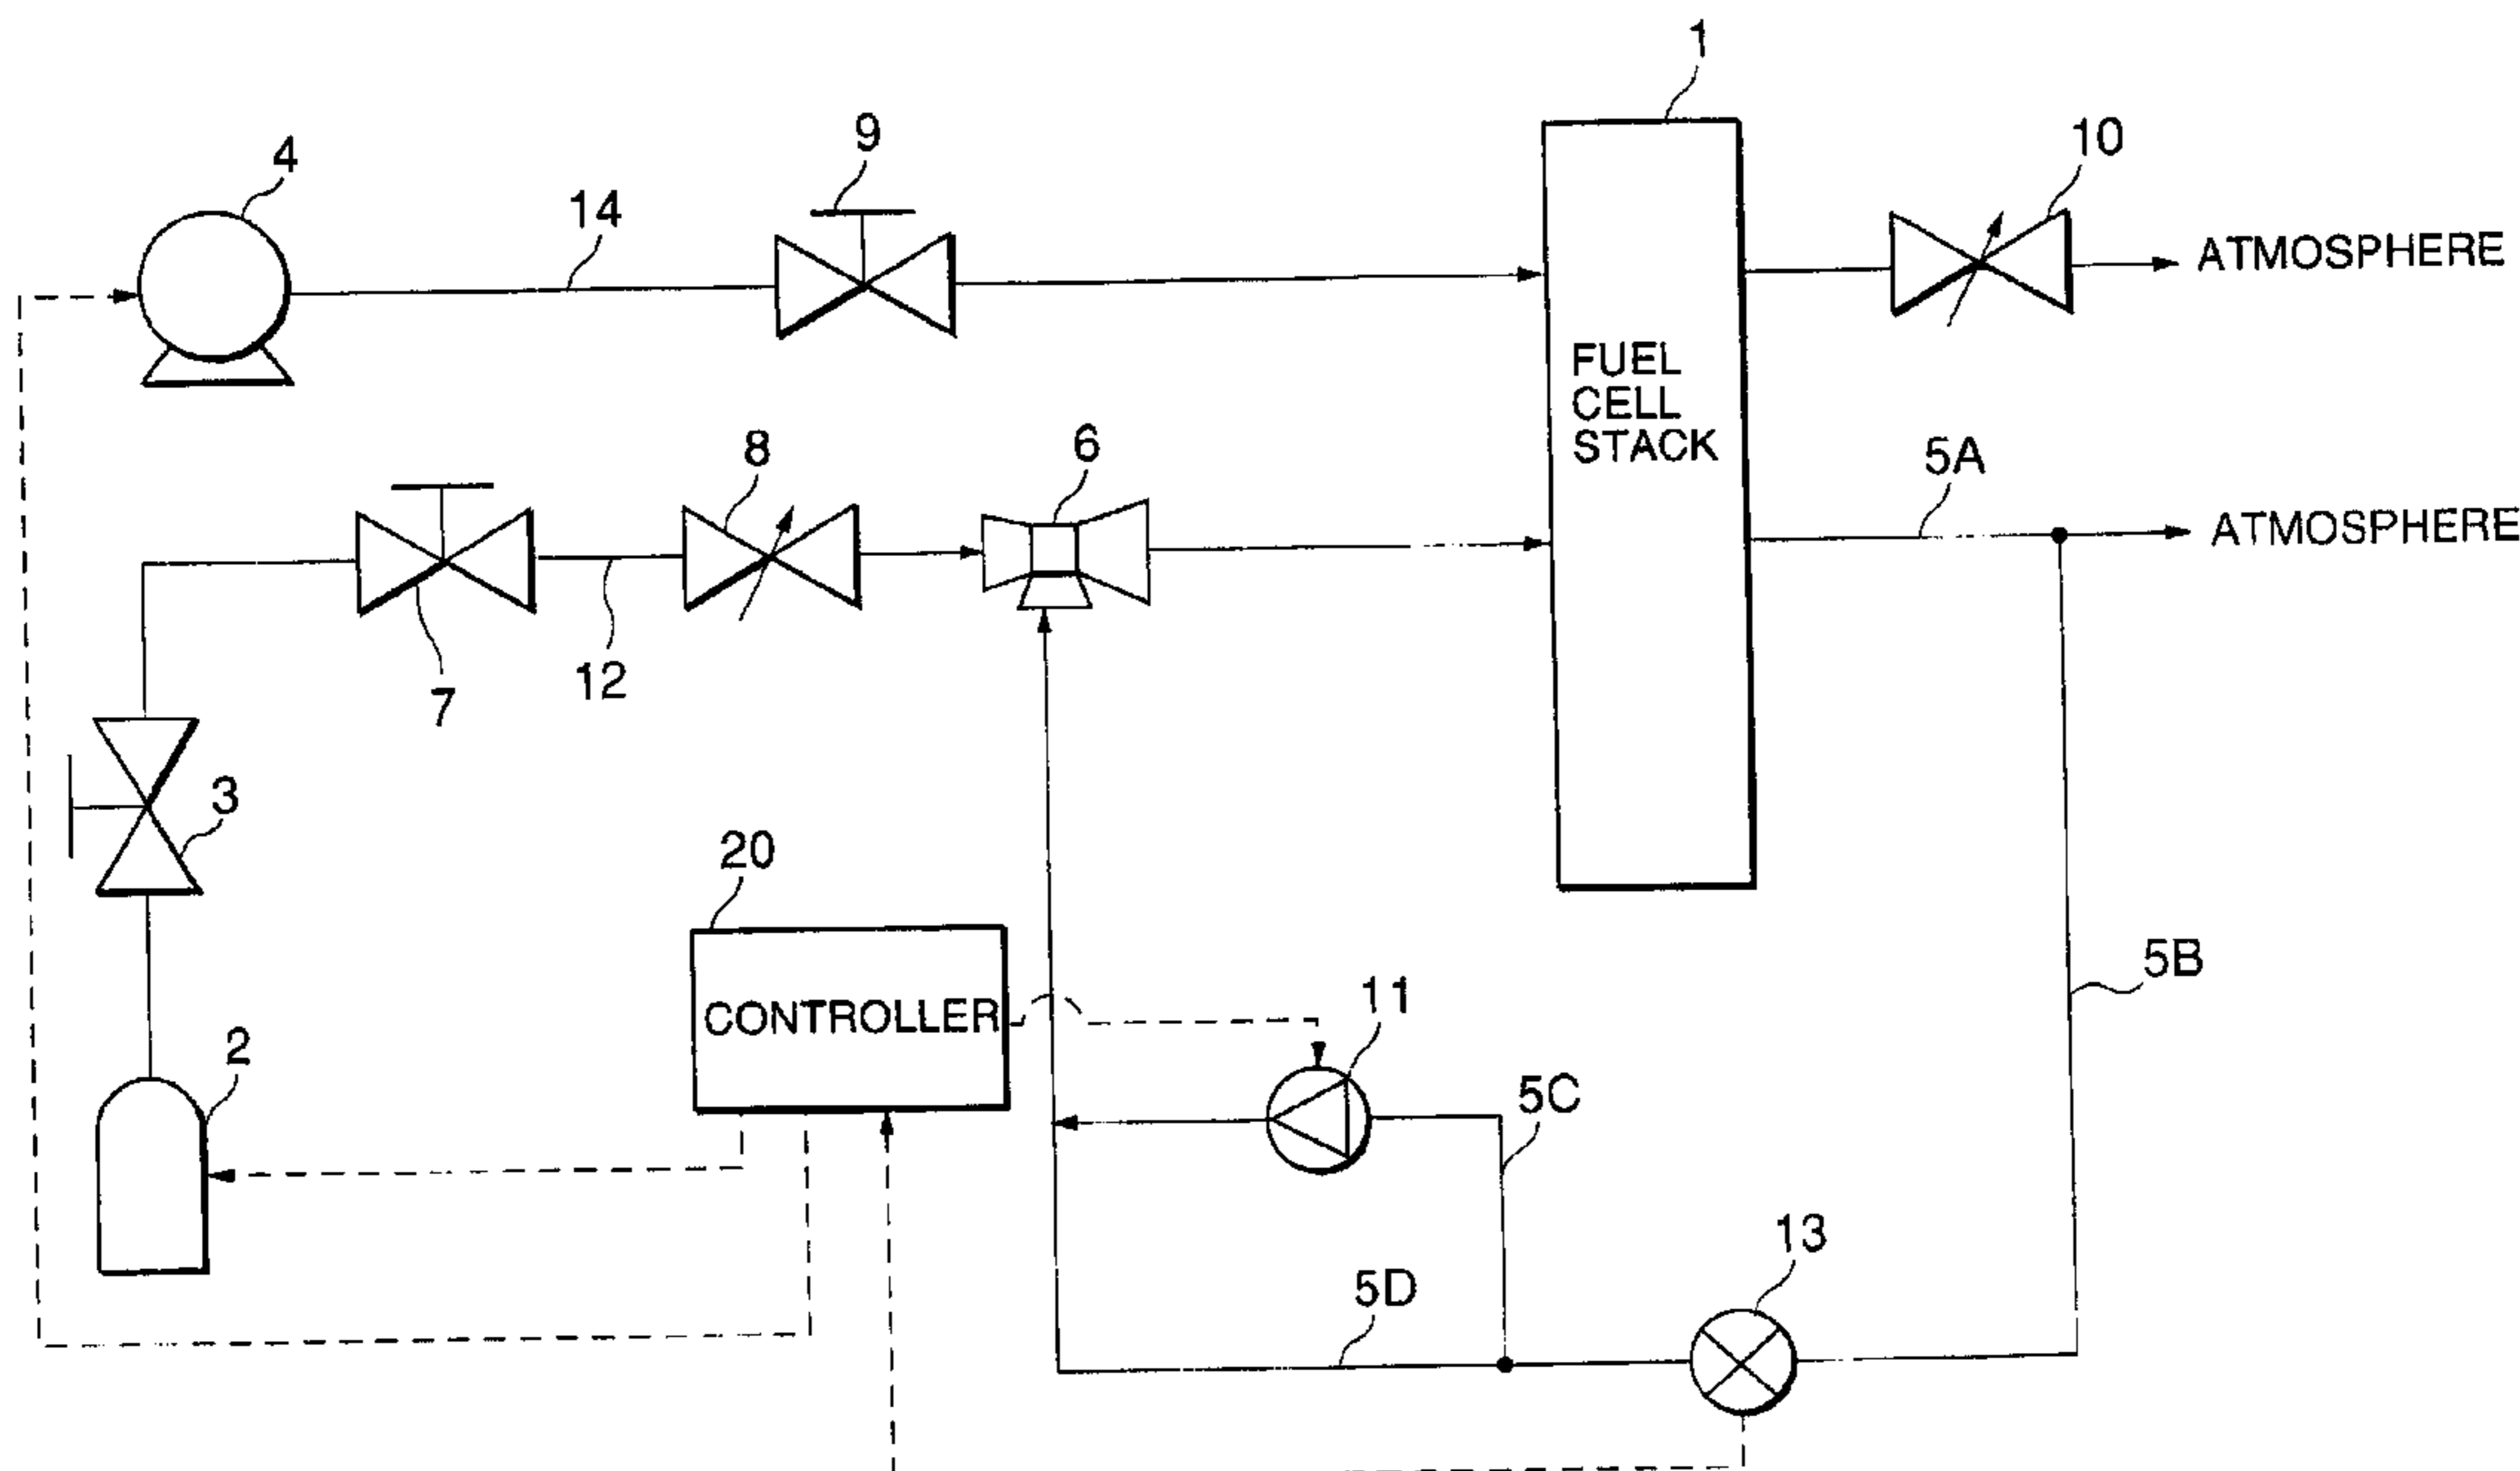 1
10
9
4
14
ATMOSPHERE
FUEL
CELL
STACK
8
6
5A
ATMOSPHERE
12
7
3
20
5B
11
CONTROLLER
2
5C
13
5D